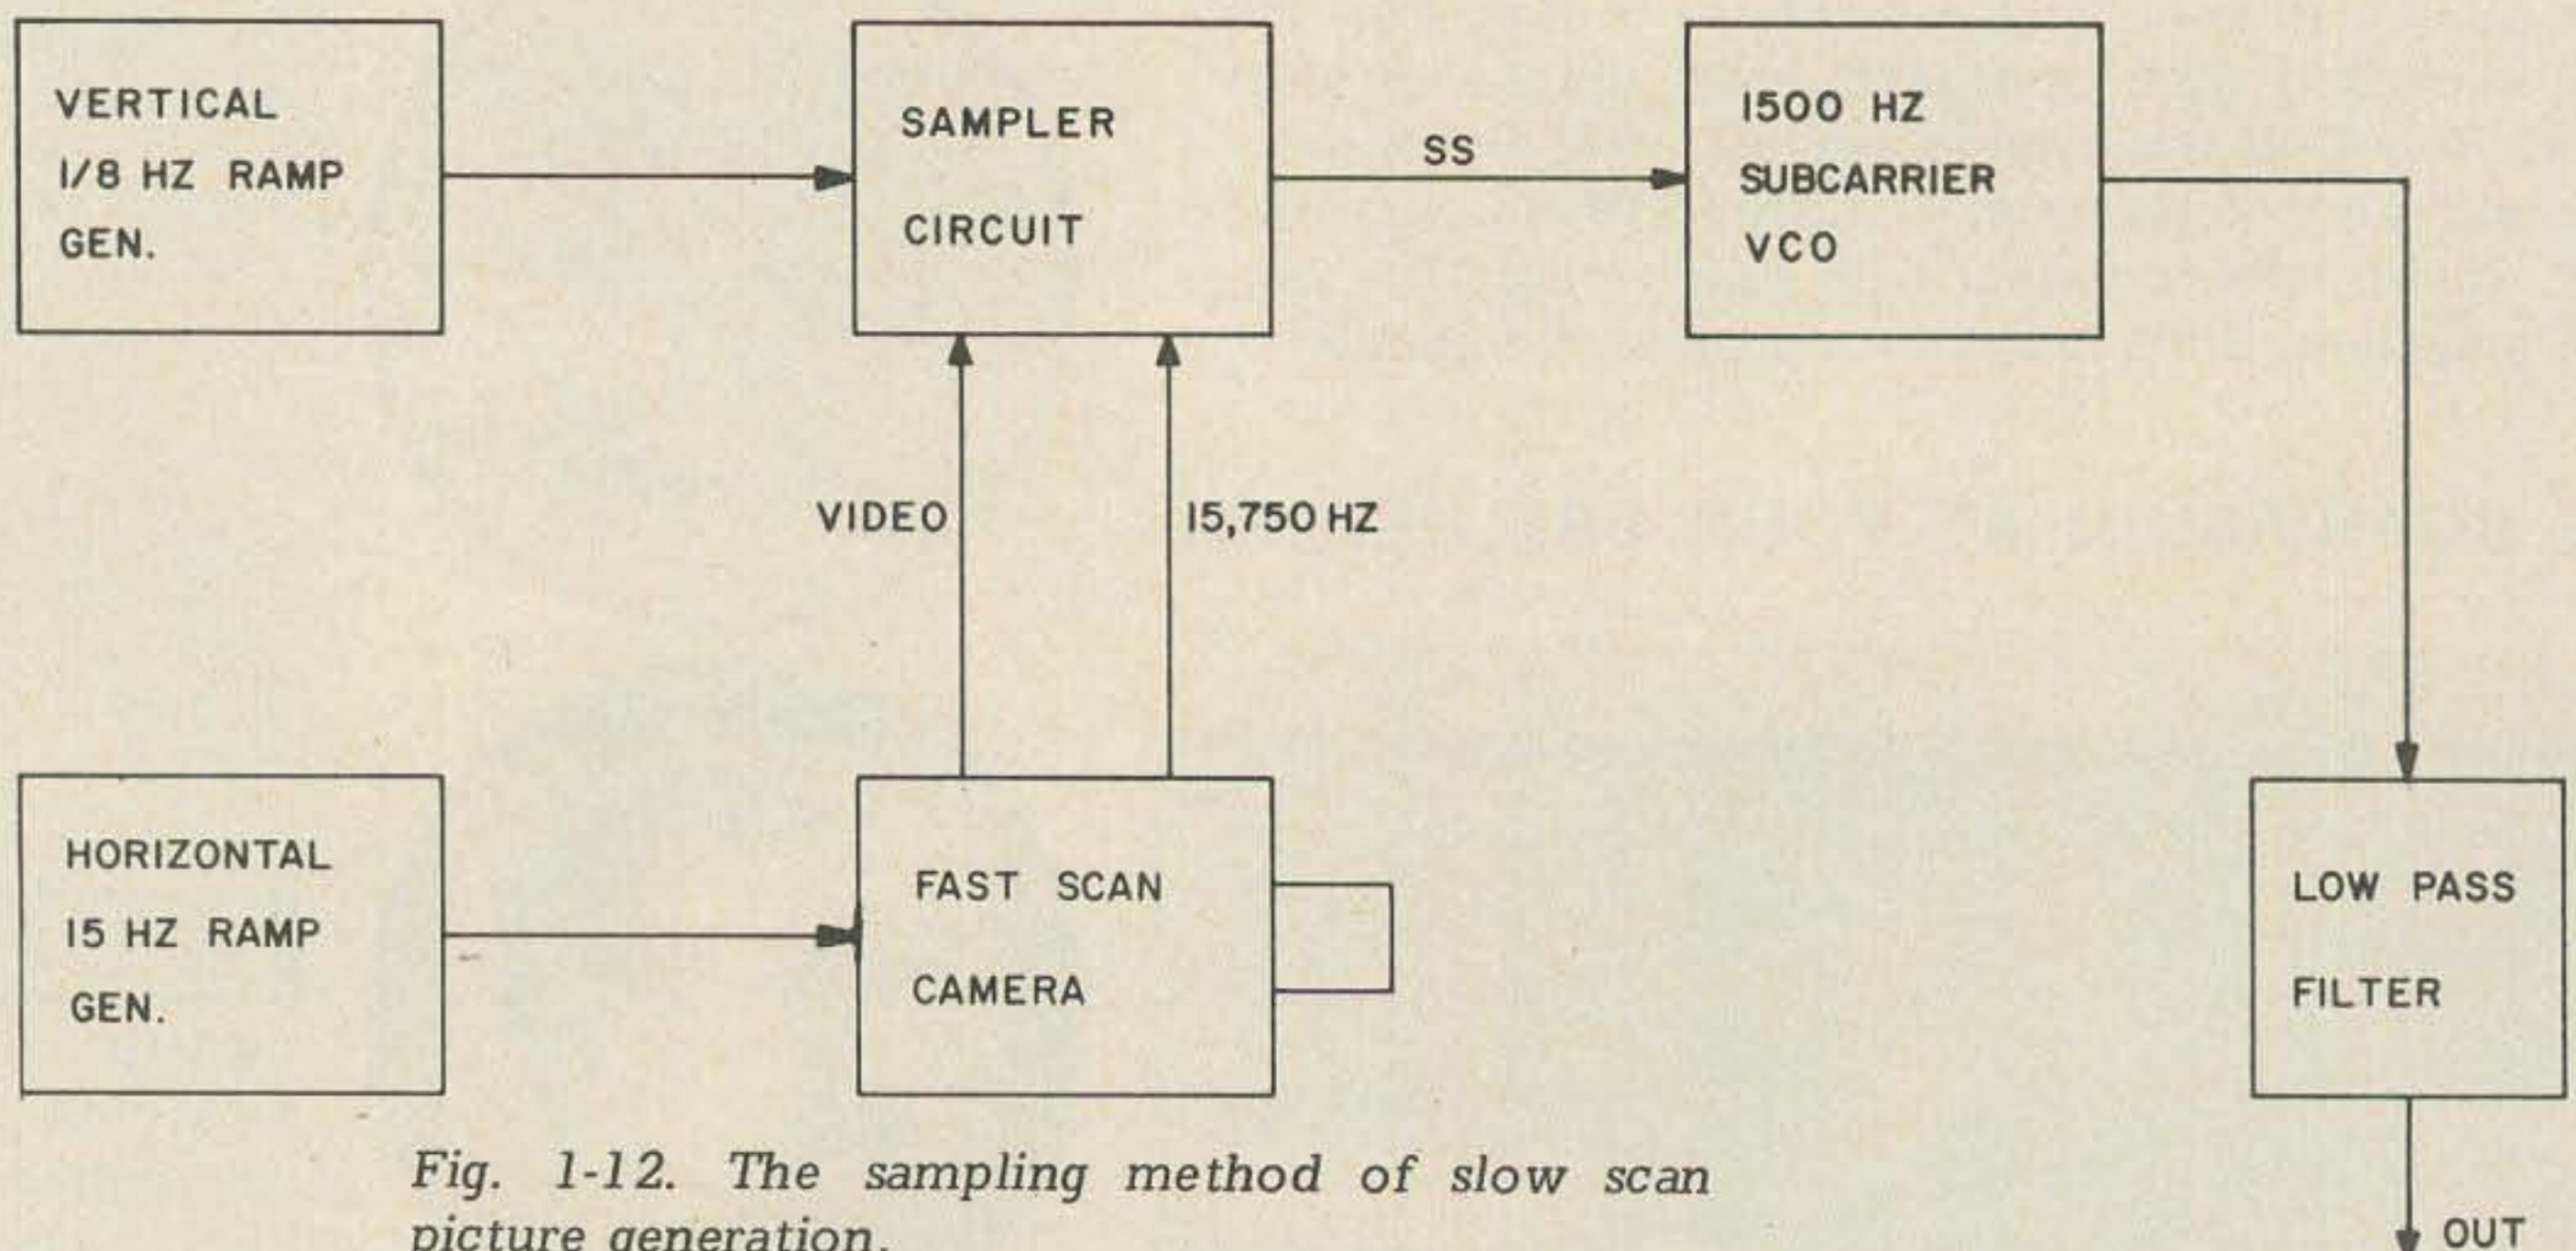 VERTICAL
1/8 HZ RAMP
GEN.
SAMPLER
CIRCUIT
SS
1500 HZ
SUBCARRIER
VCO
VIDEO
15,750 HZ
HORIZONTAL
15 HZ RAMP
GEN.
FAST SCAN
CAMERA
LOW PASS
FILTER
OUT
Fig. 1-12. The sampling method of slow scan
picture generation.